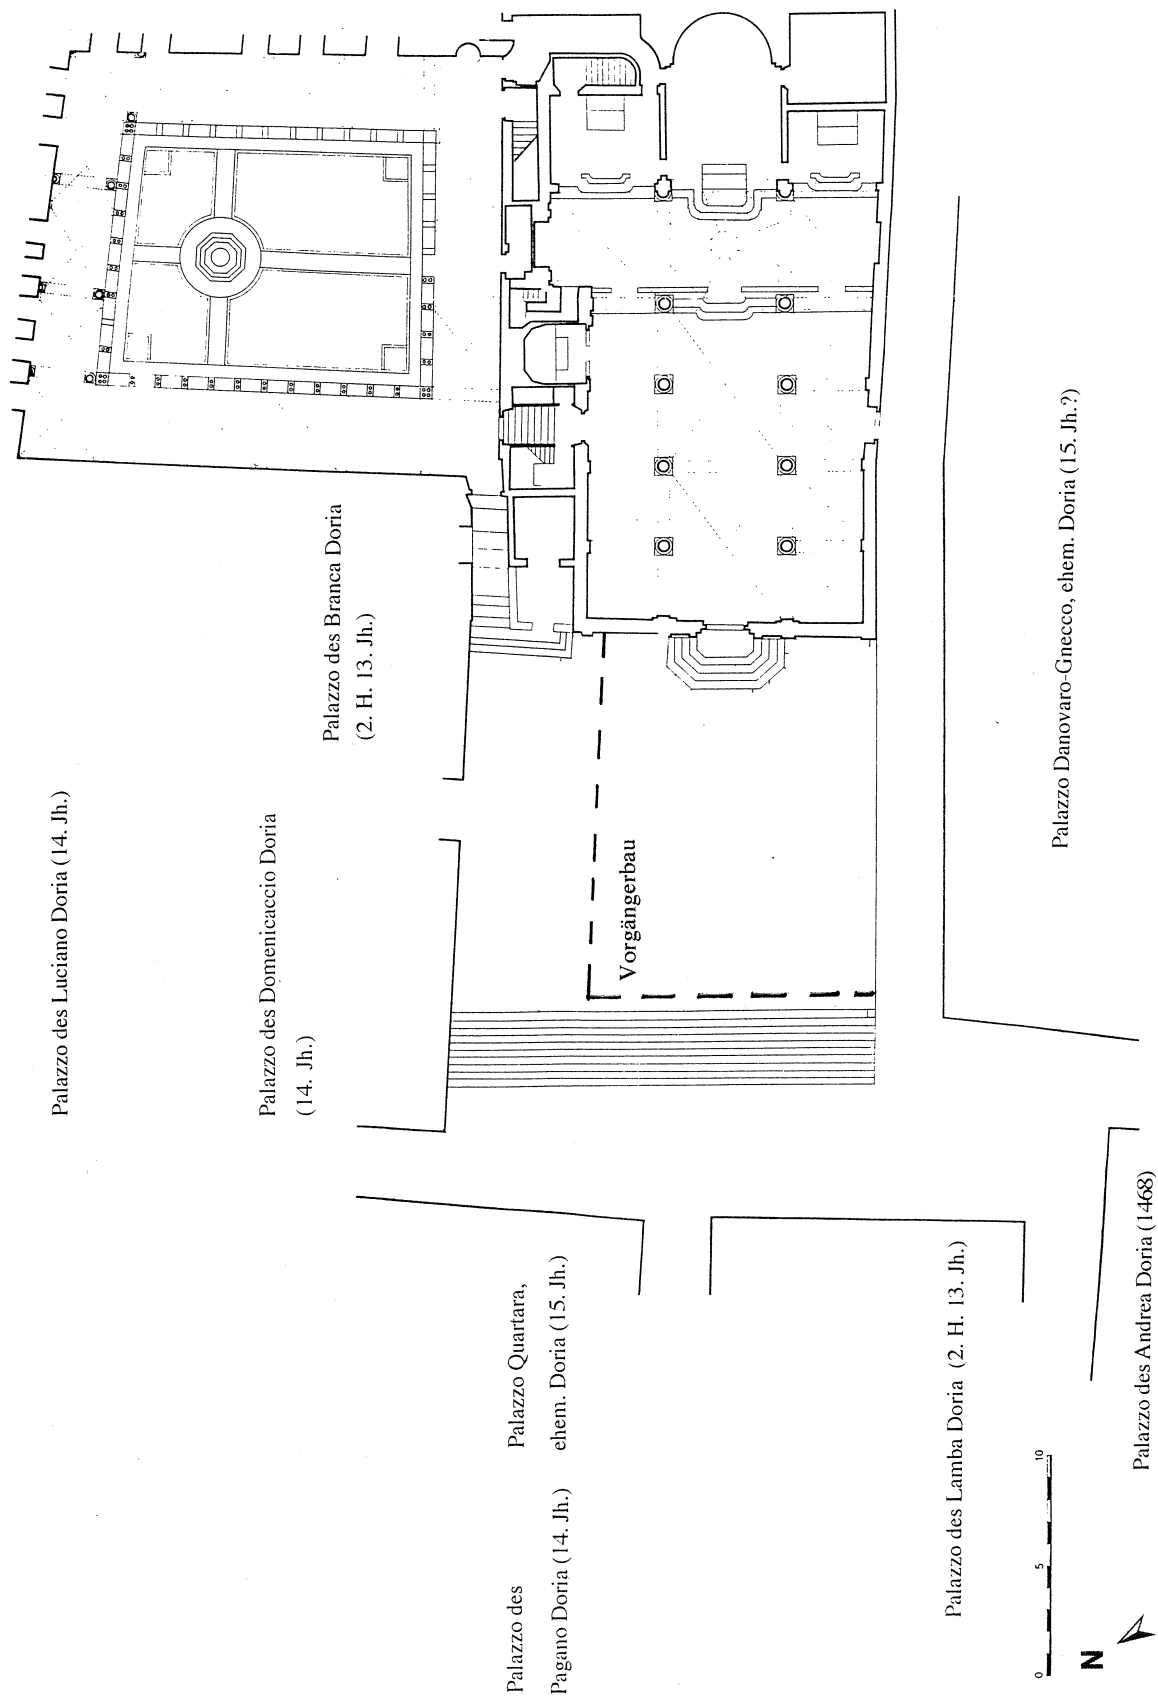 Palazzo des Luciano Doria (14. Jh.)
Palazzo des Domenicaccio Doria
(14. Jh.)
Palazzo des Branca Doria
(2. H. 13. Jh.)
Palazzo des
Pagano Doria (14. Jh.)
Palazzo Quartara,
ehem. Doria (15. Jh.)
Vorgängerbau
Palazzo des Lamba Doria (2. H. 13. Jh.)
Palazzo Danovaro-Gnecco, ehem. Doria (15. Jh.?)
Palazzo des Andrea Doria (1468)
0 5 10
N